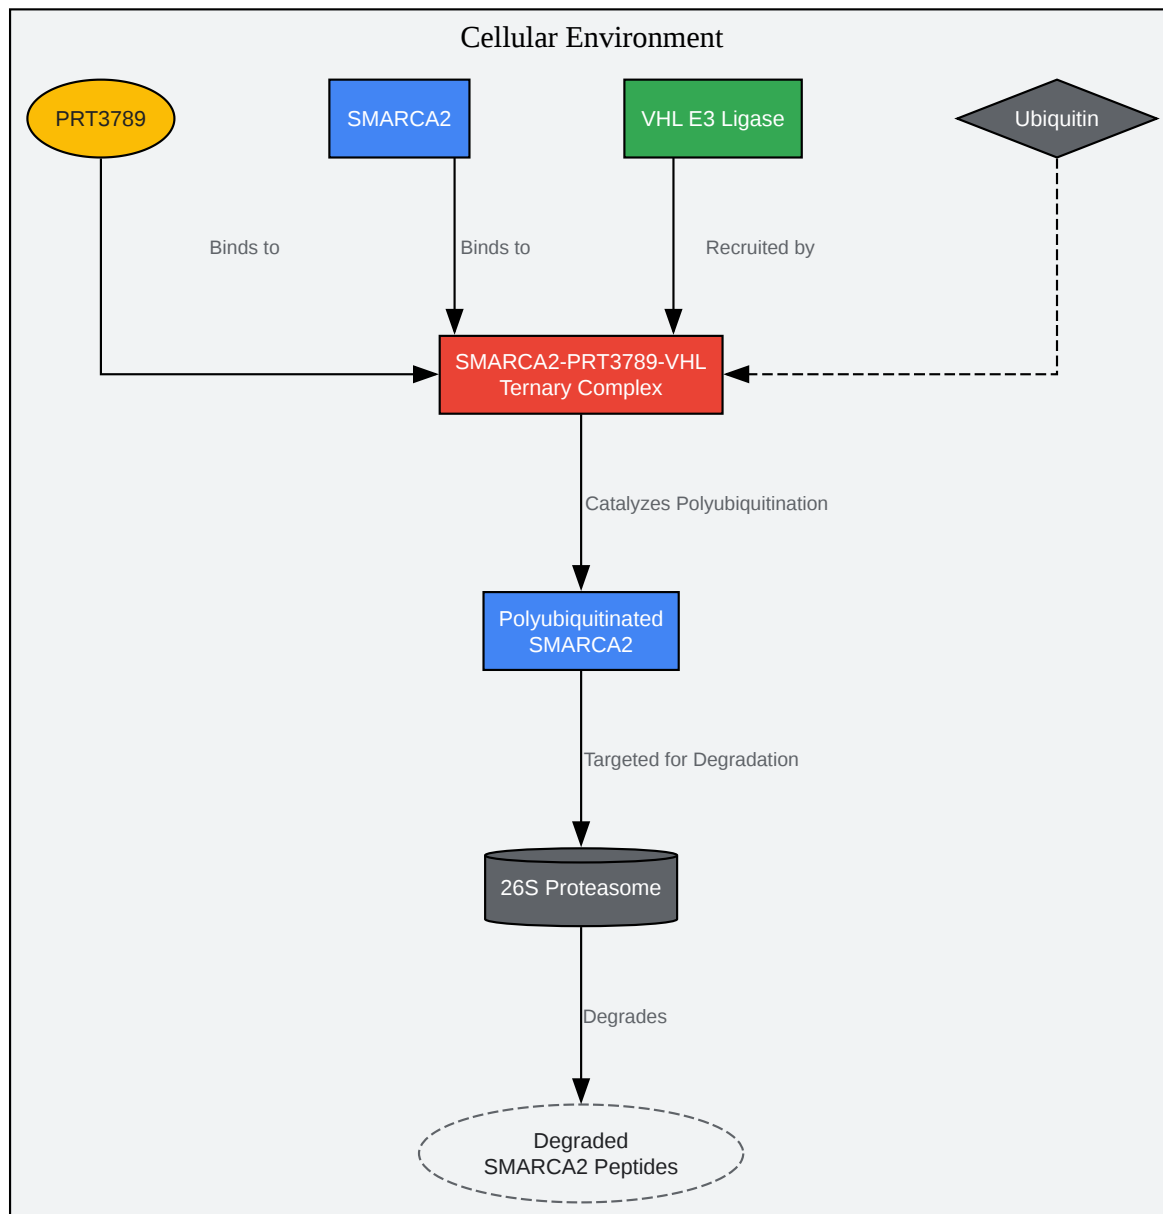 Cellular Environment
PRT3789
SMARCA2
VHL E3 Ligase
Ubiquitin
Binds to
Binds to
Recruited by
SMARCA2-PRT3789-VHL
Ternary Complex
Catalyzes Polyubiquitination
Polyubiquitinated
SMARCA2
Targeted for Degradation
26S Proteasome
Degrades
Degraded
SMARCA2 Peptides